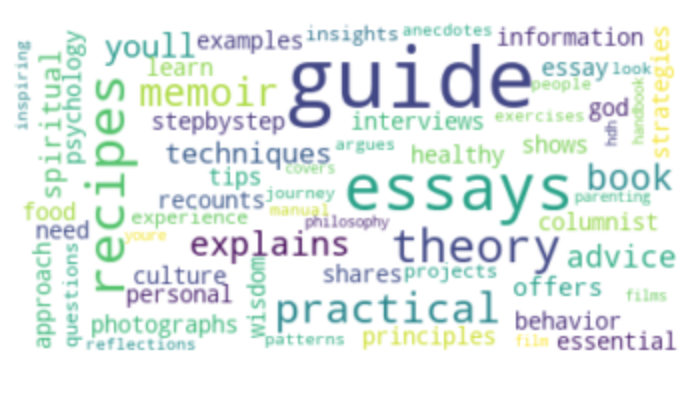 inspiring
spiritual
psychology
youll
examples
insights
anecdotes
information
strategies
learn
memoir
guide
essay
look
people
stepbystep
interviews
exercises
god
hdh
handbook
recipes
techniques
argues
healthy
shows
tips
covers
essays
book
recounts
journey
parenting
food
experience
manual
philosophy
columnist
need
youre
explains
theory
advice
approach
questions
culture
wisdom
shares
projects
offers
personal
films
photographs
practical
behavior
reflections
patterns
principles
film
essential